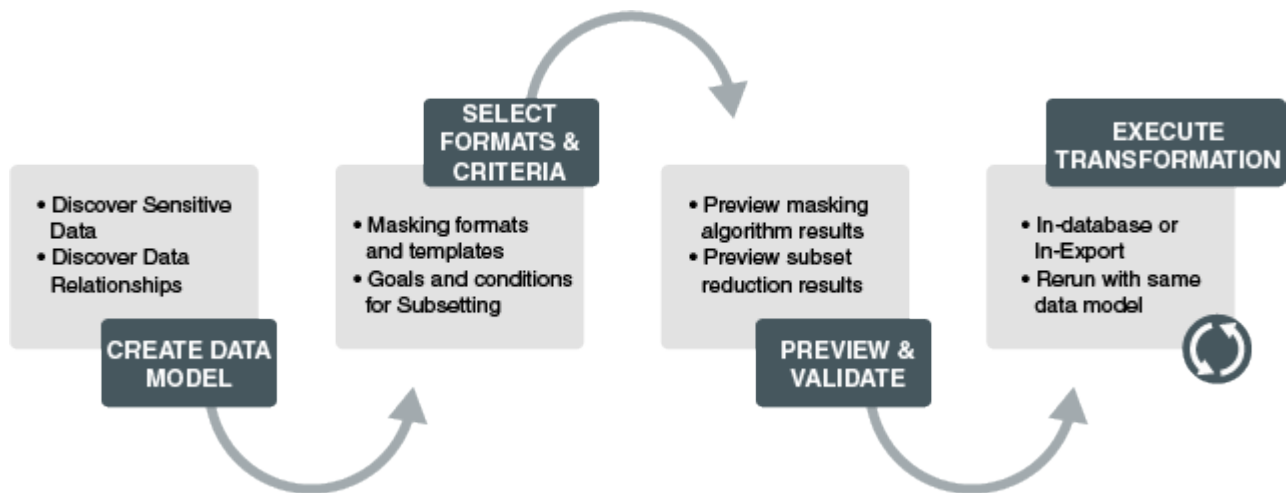 • Discover Sensitive
Data
• Discover Data
Relationships
CREATE DATA
MODEL
SELECT
FORMATS &
CRITERIA
• Masking formats
and templates
• Goals and conditions
for Subsetting
• Preview masking
algorithm results
• Preview subset
reduction results
PREVIEW &
VALIDATE
EXECUTE
TRANSFORMATION
• In-database or
In-Export
• Rerun with same
data model